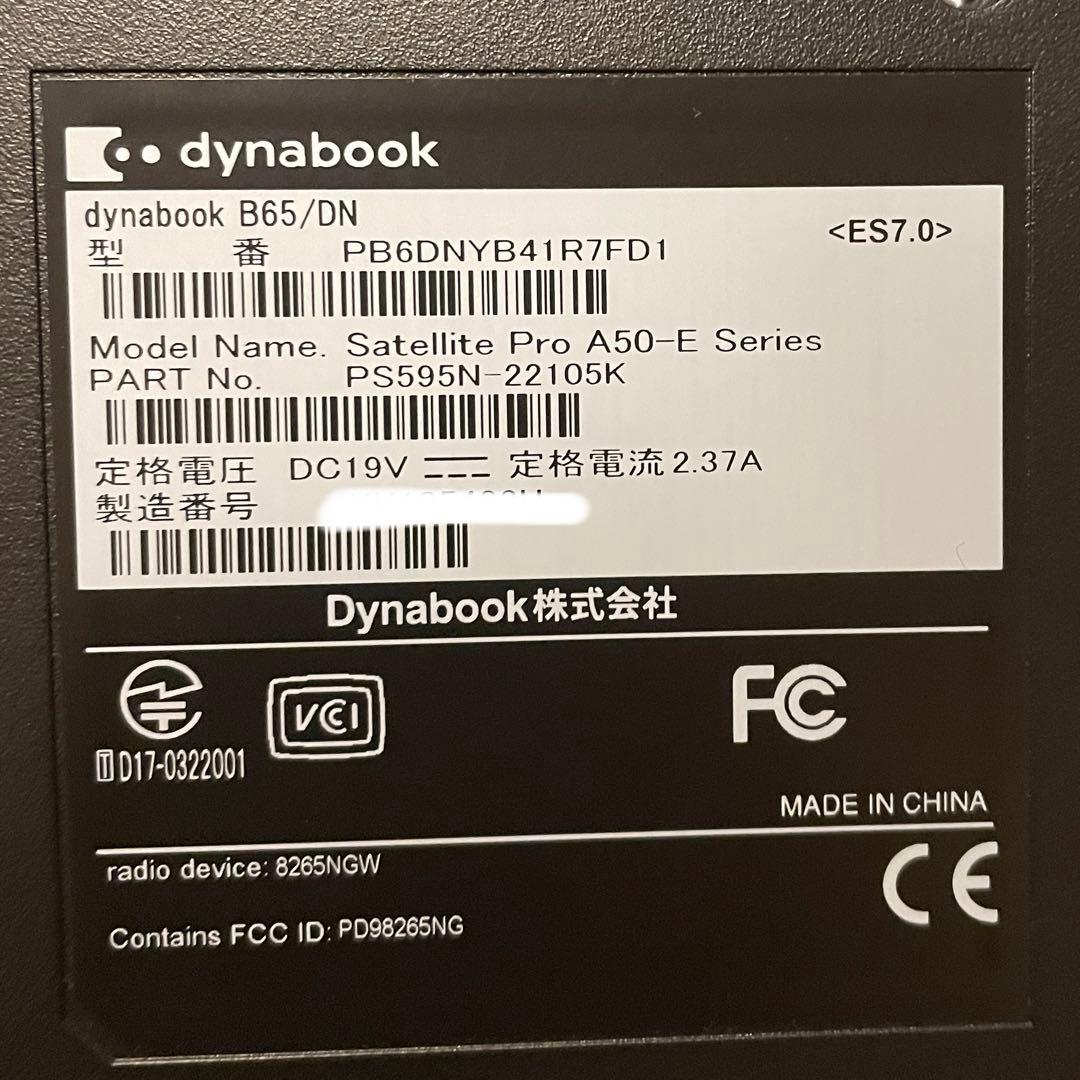 dynabook
dynabook B65/DN
<ES7.0>
型 番 PB6DNYB41R7FD1
Model Name. Satellite Pro A50-E Series
PART No. PS595N-22105K
定格電圧 DC19V 定格電流2.37A
製造番号
Dynabook株式会社
VCI
FC
T D17-0322001
MADE IN CHINA
radio device: 8265NGW
CE
Contains FCC ID: PD98265NG